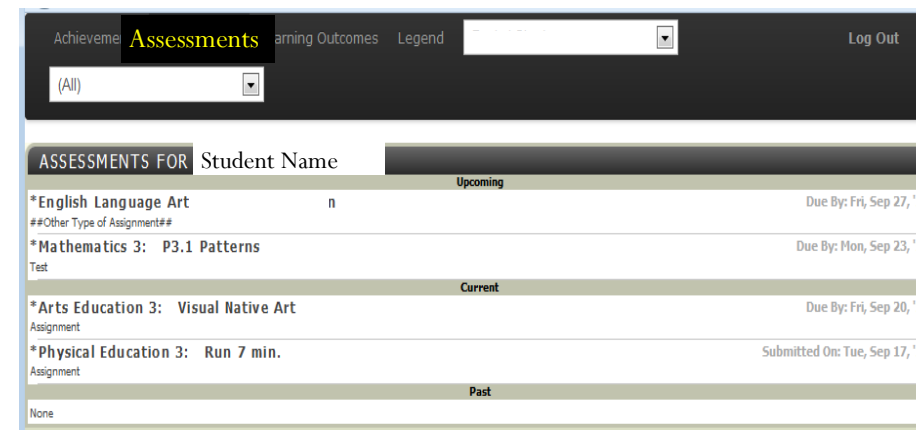 Achieveme Assessments arning Outcomes Legend Log Out
(All)
ASSESSMENTS FOR Student Name
Upcoming
*English Language Art n Due By: Fri, Sep 27, '
##Other Type of Assignment##
*Mathematics 3: P3.1 Patterns Due By: Mon, Sep 23, '
Test
Current
*Arts Education 3: Visual Native Art Due By: Fri, Sep 20, '
Assignment
*Physical Education 3: Run 7 min. Submitted On: Tue, Sep 17, '
Assignment
Past
None